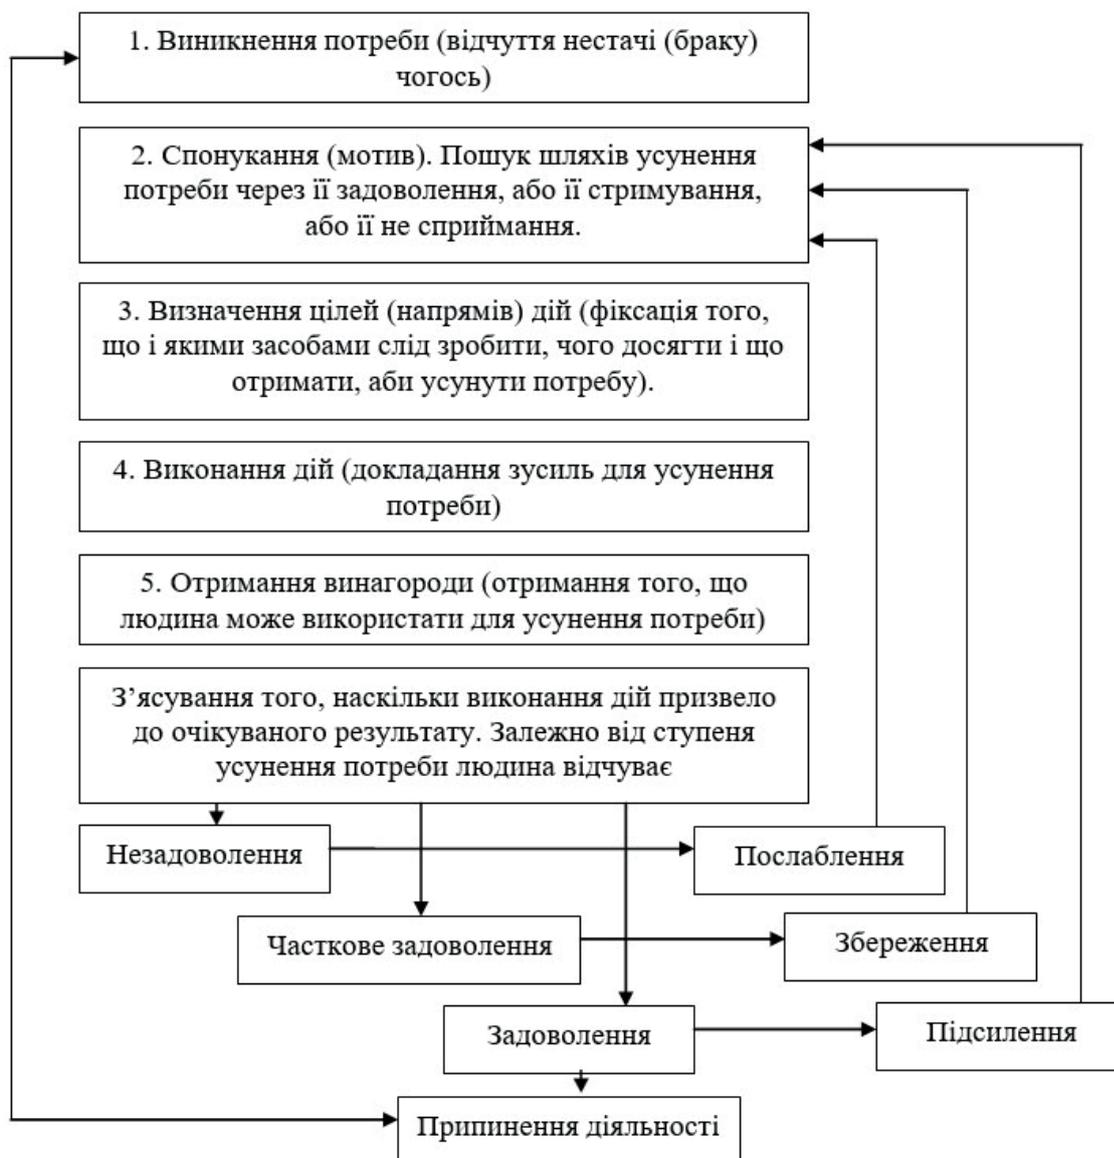 1. Виникнення потреби (відчуття нестачі (браку)
чогось)
2. Спонукання (мотив). Пошук шляхів усунення
потреби через її задоволення, або її стримування,
або її не сприймання.
3. Визначення цілей (напрямів) дій (фіксація того,
що і якими засобами слід зробити, чого досягти і що
отримати, аби усунути потребу).
4. Виконання дій (докладання зусиль для усунення
потреби)
5. Отримання винагороди (отримання того, що
людина може використати для усунення потреби)
З’ясування того, наскільки виконання дій призвело
до очікуваного результату. Залежно від ступеня
усунення потреби людина відчуває
Незадоволення
Послаблення
Часткове задоволення
Збереження
Задоволення
Підсилення
Припинення діяльності